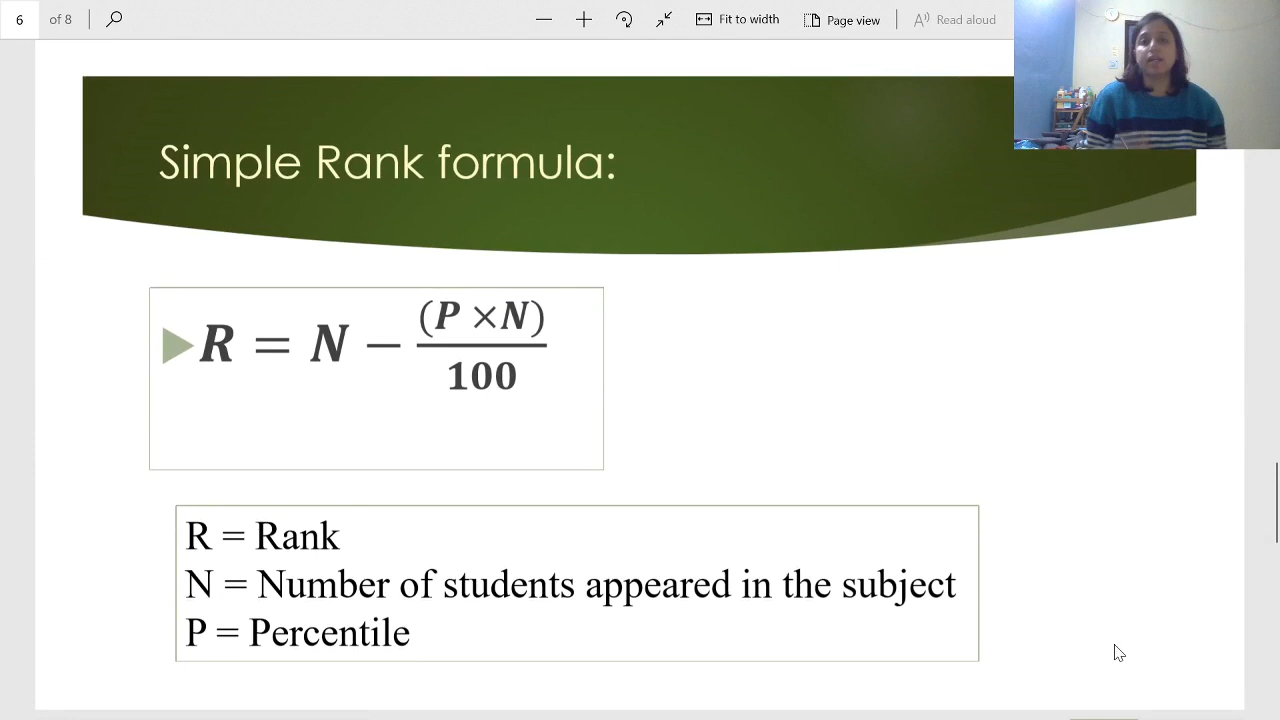 6 of 8 Fit to width Page view Read aloud
Simple Rank formula:
R = N − (P × N) / 100
R = Rank
N = Number of students appeared in the subject
P = Percentile